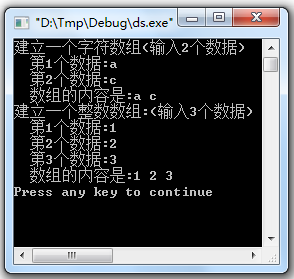 "D:\Tmp\Debug\ds.exe"
建立一个字符数组(输入2个数据)
第1个数据:a
第2个数据:c
数组的内容是:a c
建立一个整数数组:(输入3个数据)
第1个数据:1
第2个数据:2
第3个数据:3
数组的内容是:1 2 3
Press any key to continue